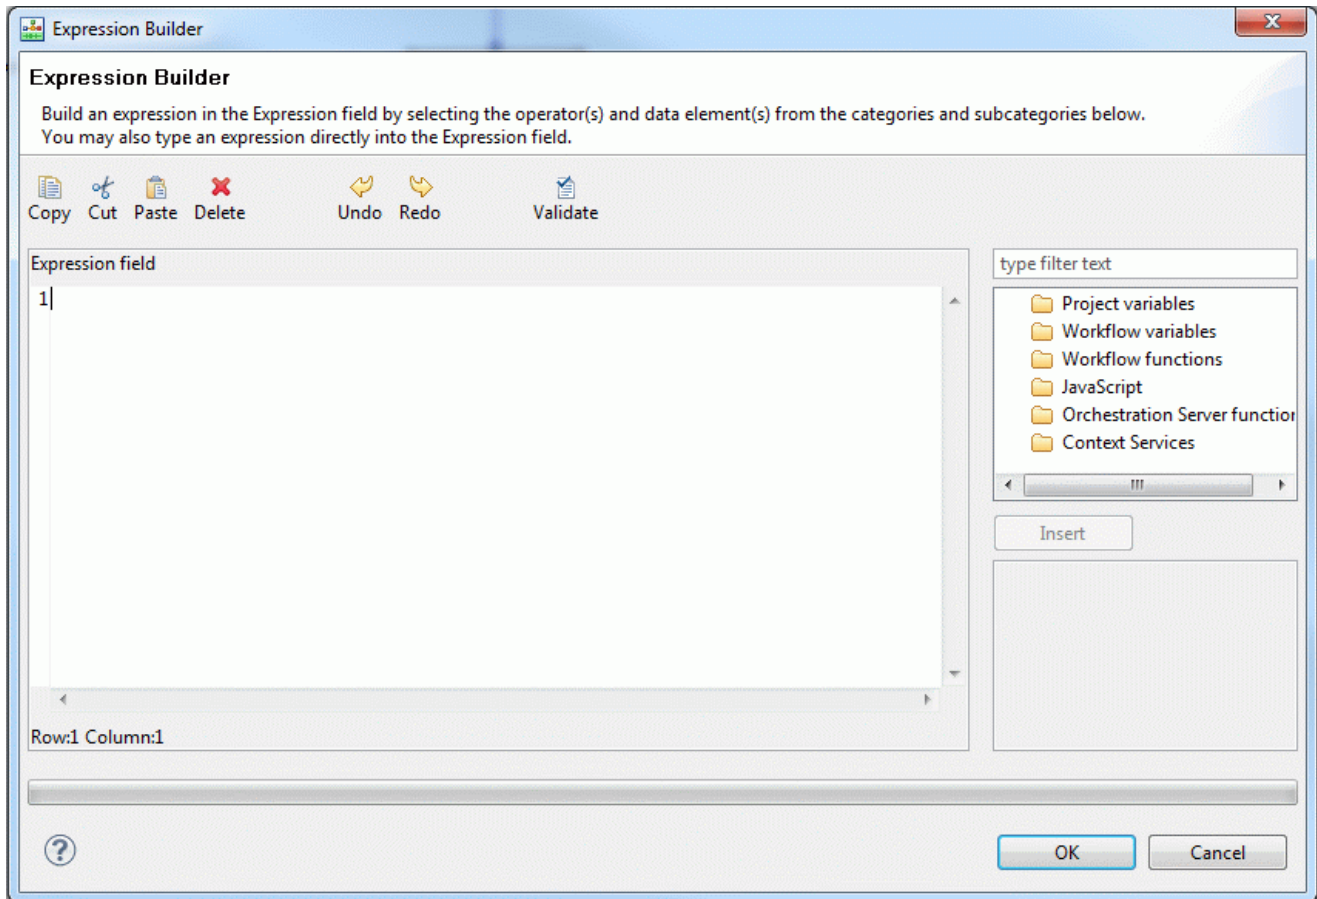 Expression Builder
Expression Builder
Build an expression in the Expression field by selecting the operator(s) and data element(s) from the categories and subcategories below.
You may also type an expression directly into the Expression field.
Copy Cut Paste Delete Undo Redo Validate
Expression field
1
Row:1 Column:1
type filter text
Project variables
Workflow variables
Workflow functions
JavaScript
Orchestration Server function
Context Services
Insert
OK Cancel